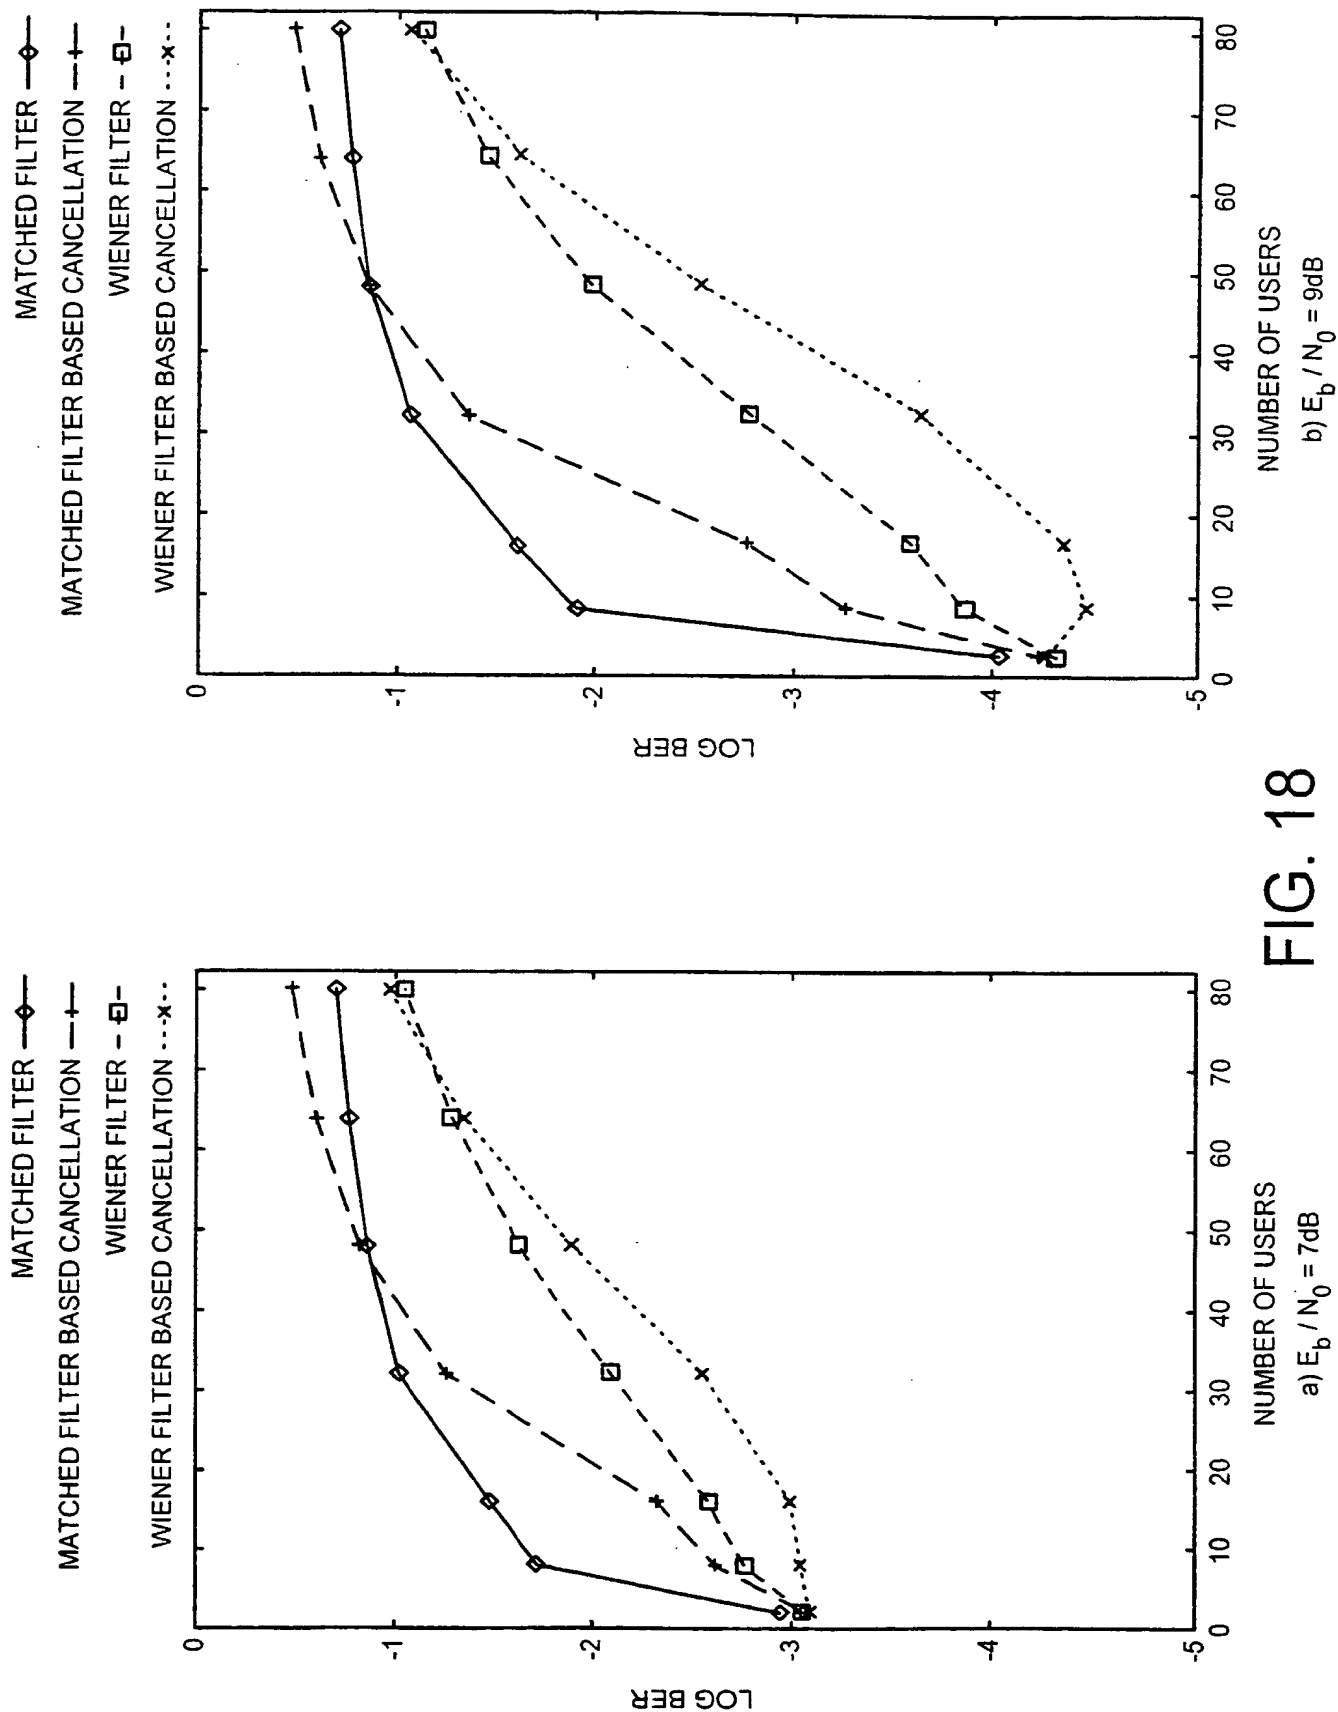 MATCHED FILTER
MATCHED FILTER BASED CANCELLATION
WIENER FILTER
WIENER FILTER BASED CANCELLATION
0
-1
-2
-3
-4
-5
LOG BER
0 10 20 30 40 50 60 70 80
NUMBER OF USERS
a) E_b / N_0 = 7dB
MATCHED FILTER
MATCHED FILTER BASED CANCELLATION
WIENER FILTER
WIENER FILTER BASED CANCELLATION
0
-1
-2
-3
-4
-5
LOG BER
0 10 20 30 40 50 60 70 80
NUMBER OF USERS
b) E_b / N_0 = 9dB
FIG. 18